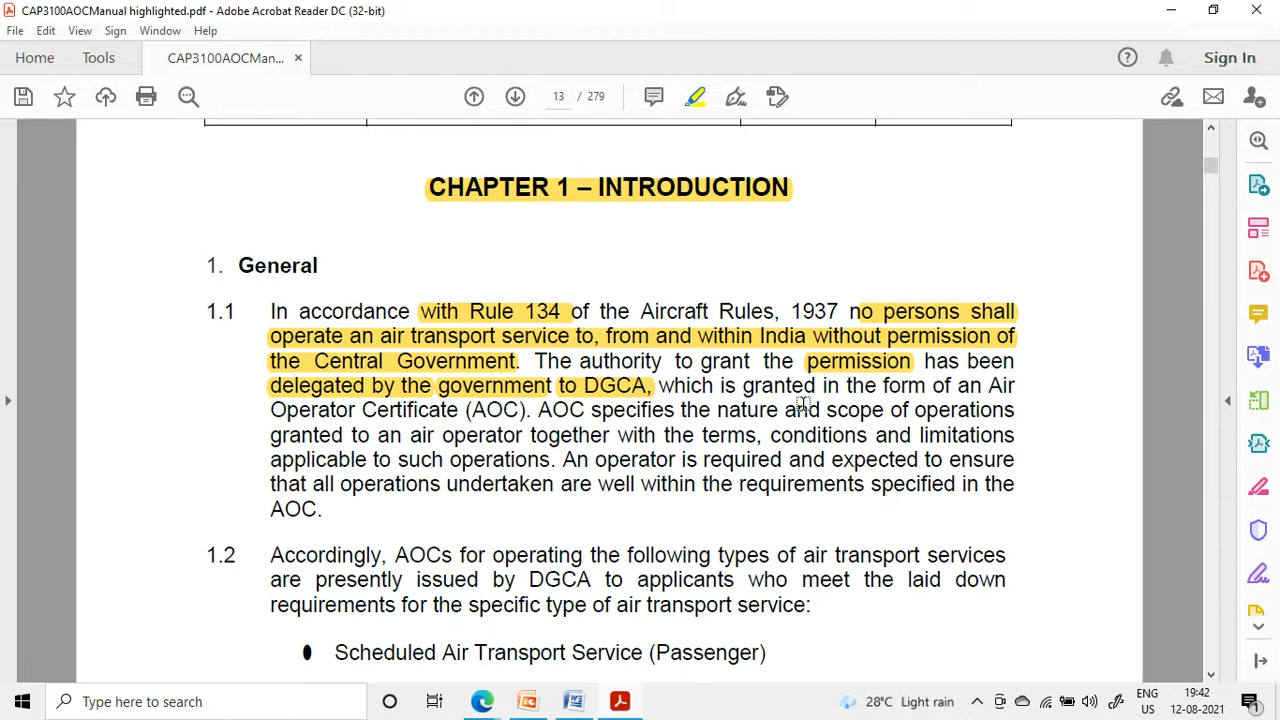 CAP3100AOCManual highlighted.pdf - Adobe Acrobat Reader DC (32-bit)
File Edit View Sign Window Help
Home Tools CAP3100AOCMan... × Sign In
13 / 279
CHAPTER 1 – INTRODUCTION
1. General
1.1 In accordance with Rule 134 of the Aircraft Rules, 1937 no persons shall
operate an air transport service to, from and within India without permission of
the Central Government. The authority to grant the permission has been
delegated by the government to DGCA, which is granted in the form of an Air
Operator Certificate (AOC). AOC specifies the nature and scope of operations
granted to an air operator together with the terms, conditions and limitations
applicable to such operations. An operator is required and expected to ensure
that all operations undertaken are well within the requirements specified in the
AOC.
1.2 Accordingly, AOCs for operating the following types of air transport services
are presently issued by DGCA to applicants who meet the laid down
requirements for the specific type of air transport service:
● Scheduled Air Transport Service (Passenger)
Type here to search
28°C Light rain
ENG
US
19:42
12-08-2021
1